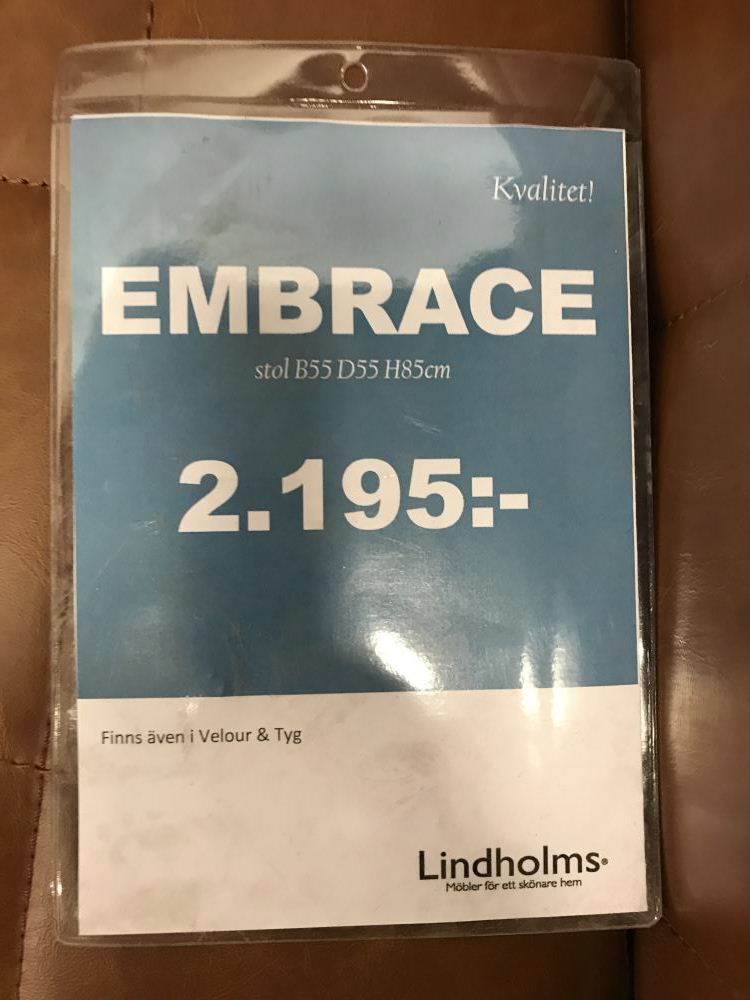 Kvalitet!
EMBRACE
stol B55 D55 H85cm
2.195:-
Finns även i Velour & Tyg
Lindholms®
Möbler för ett skönare hem